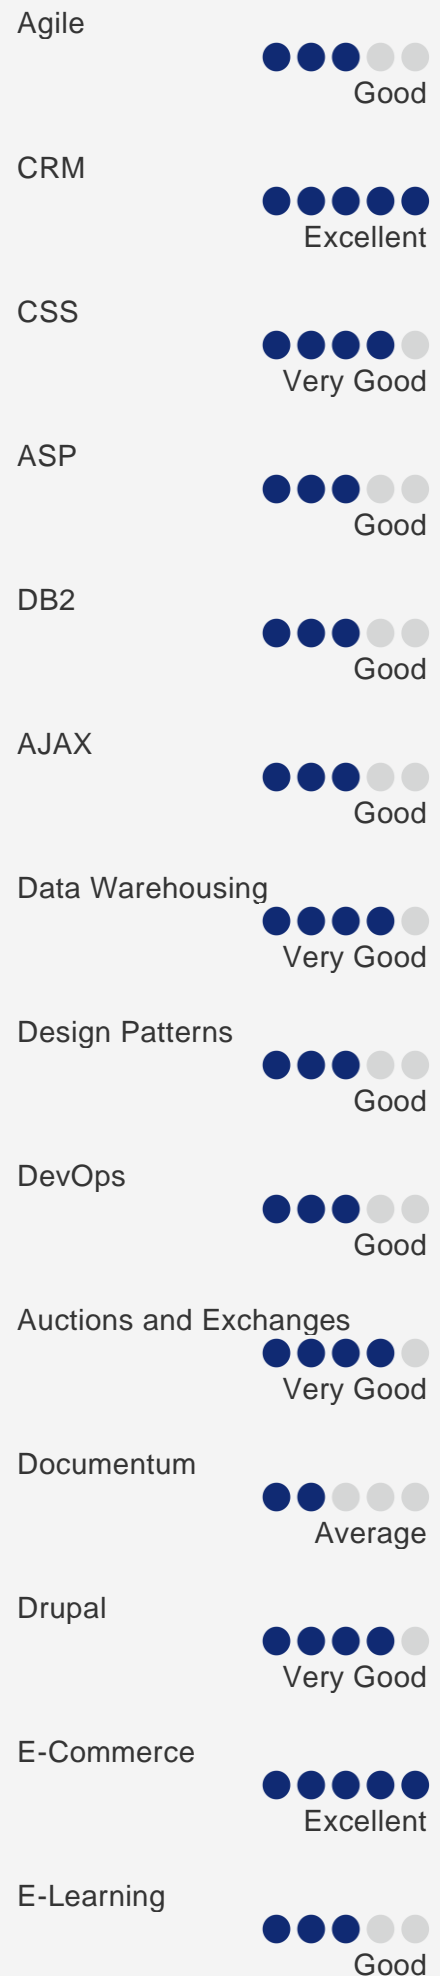 Agile
Good
CRM
Excellent
CSS
Very Good
ASP
Good
DB2
Good
AJAX
Good
Data Warehousing
Very Good
Design Patterns
Good
DevOps
Good
Auctions and Exchanges
Very Good
Documentum
Average
Drupal
Very Good
E-Commerce
Excellent
E-Learning
Good